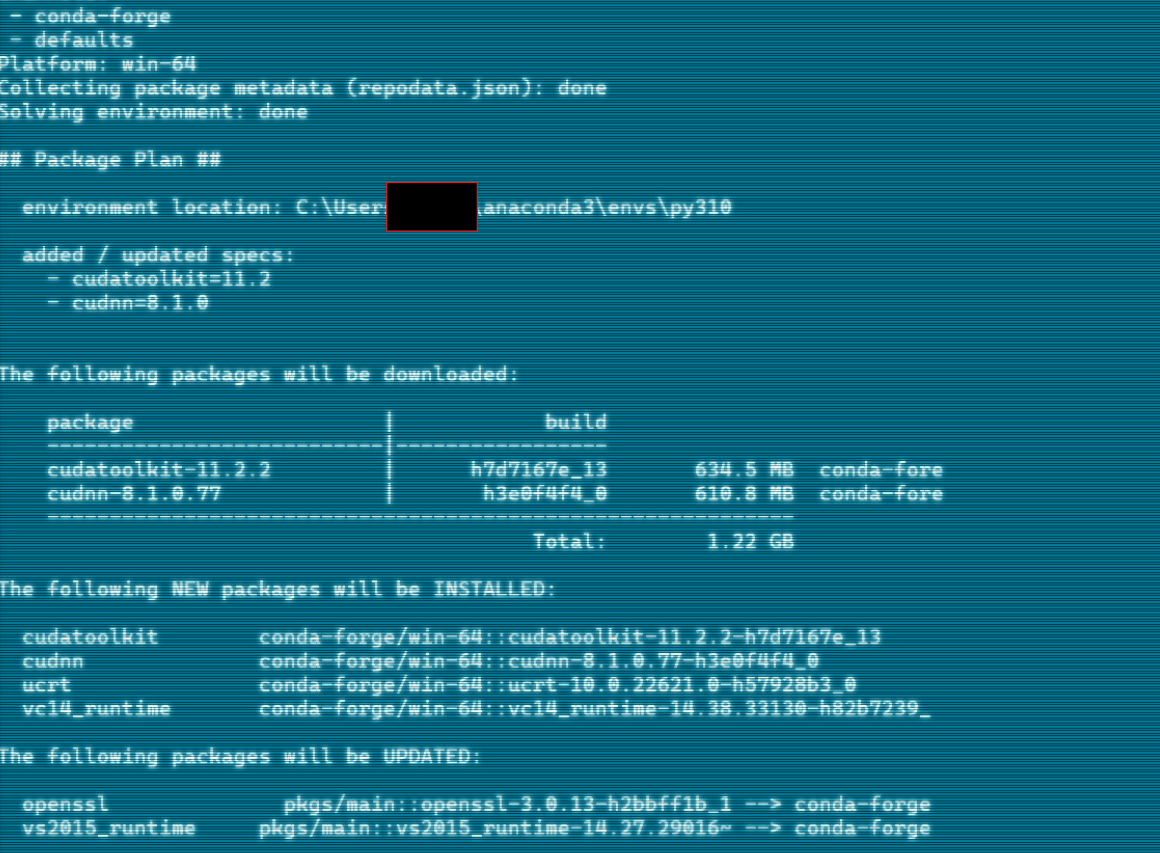 - conda-forge
- defaults
Platform: win-64
Collecting package metadata (repodata.json): done
Solving environment: done
## Package Plan ##
environment location: C:\Users \anaconda3\envs\py310
added / updated specs:
- cudatoolkit=11.2
- cudnn=8.1.0
The following packages will be downloaded:
package | build
---------------------------|-----------------
cudatoolkit-11.2.2 | h7d7167e_13 634.5 MB conda-fore
cudnn-8.1.0.77 | h3e0f4f4_0 610.8 MB conda-fore
------------------------------------------------------------
Total: 1.22 GB
The following NEW packages will be INSTALLED:
cudatoolkit conda-forge/win-64::cudatoolkit-11.2.2-h7d7167e_13
cudnn conda-forge/win-64::cudnn-8.1.0.77-h3e0f4f4_0
ucrt conda-forge/win-64::ucrt-10.0.22621.0-h57928b3_0
vc14_runtime conda-forge/win-64::vc14_runtime-14.38.33130-h82b7239_
The following packages will be UPDATED:
openssl pkgs/main::openssl-3.0.13-h2bbff1b_1 --> conda-forge
vs2015_runtime pkgs/main::vs2015_runtime-14.27.29016~ --> conda-forge